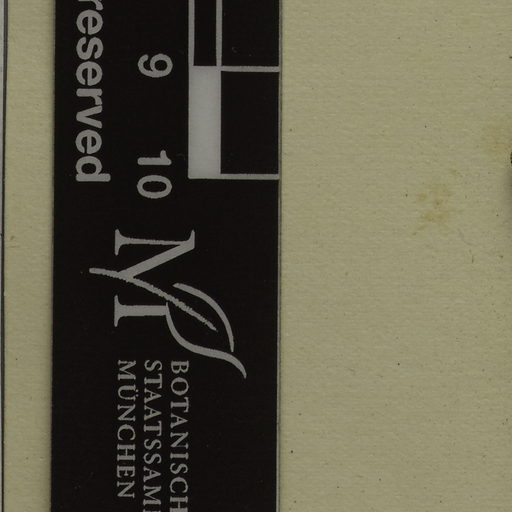 reserved
9 10
M
BOTANISCH
STAATSSAM
MÜNCHEN